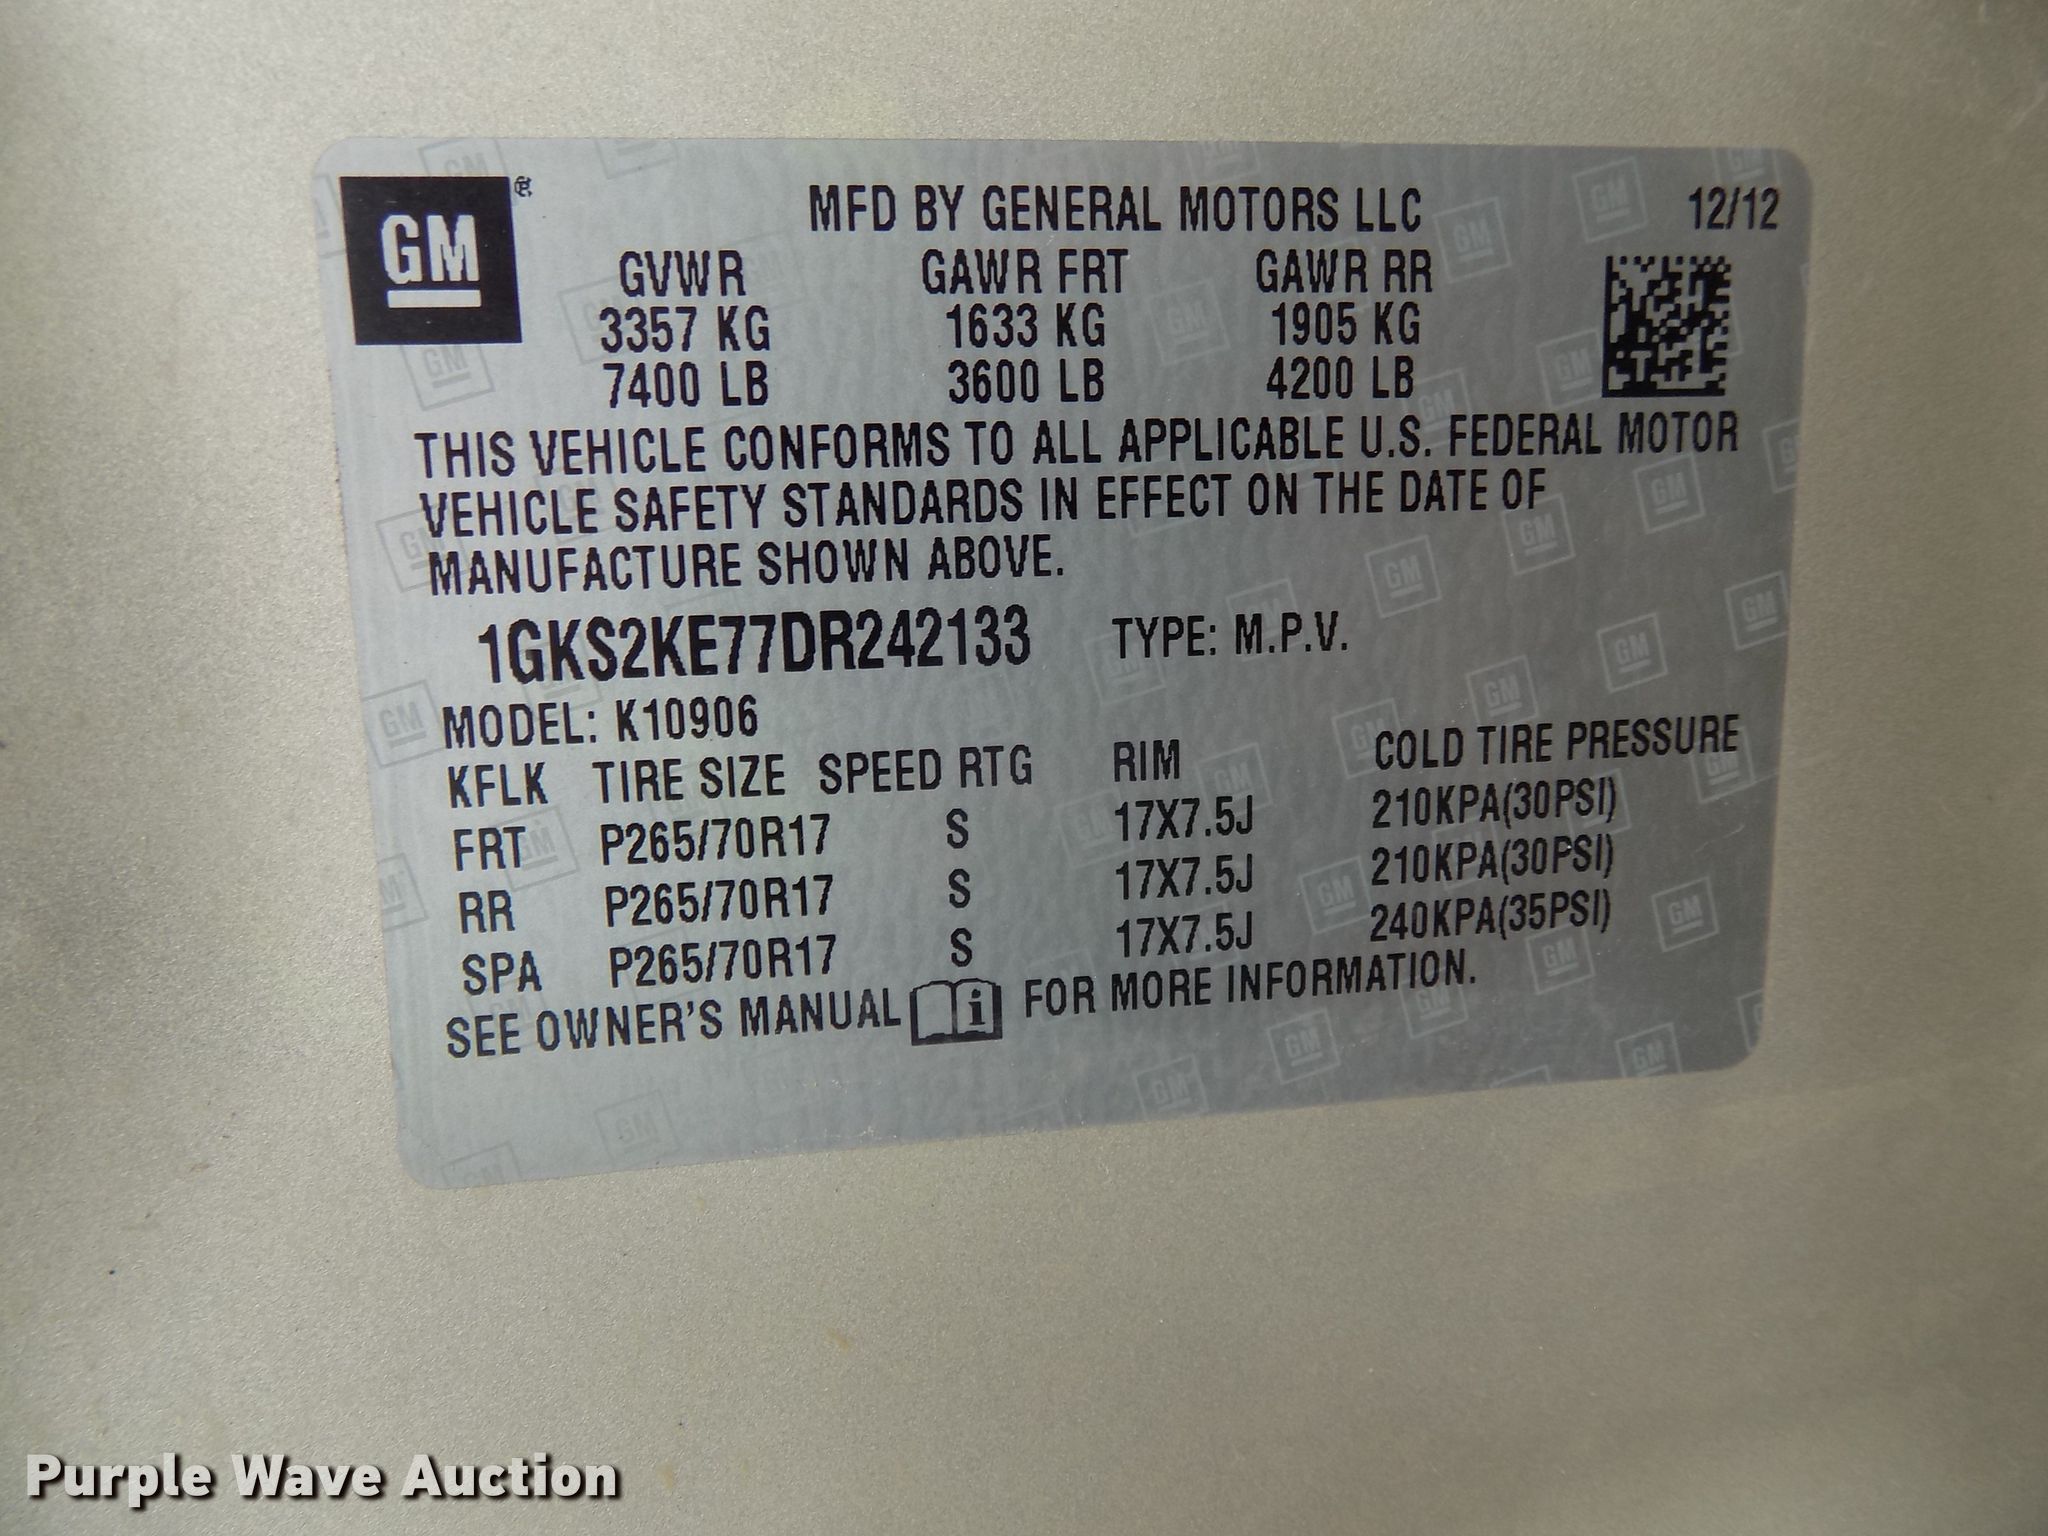 GM ®
MFD BY GENERAL MOTORS LLC 12/12
GVWR GAWR FRT GAWR RR
3357 KG 1633 KG 1905 KG
7400 LB 3600 LB 4200 LB
THIS VEHICLE CONFORMS TO ALL APPLICABLE U.S. FEDERAL MOTOR
VEHICLE SAFETY STANDARDS IN EFFECT ON THE DATE OF
MANUFACTURE SHOWN ABOVE.
1GKS2KE77DR242133 TYPE: M.P.V.
MODEL: K10906
KFLK TIRE SIZE SPEED RTG RIM COLD TIRE PRESSURE
FRT P265/70R17 S 17X7.5J 210KPA(30PSI)
RR P265/70R17 S 17X7.5J 210KPA(30PSI)
SPA P265/70R17 S 17X7.5J 240KPA(35PSI)
SEE OWNER'S MANUAL i FOR MORE INFORMATION.
Purple Wave Auction